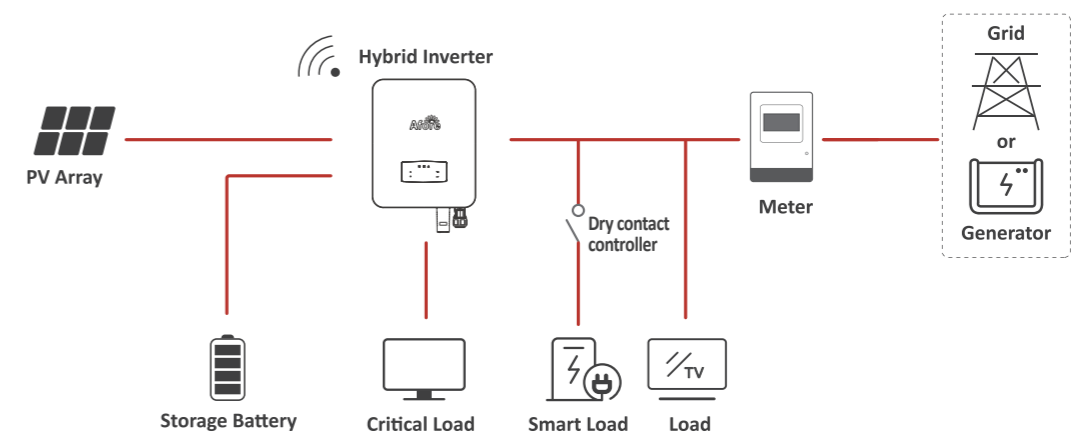 Grid
Hybrid Inverter
Afore
PV Array
or
Meter
Dry contact
controller
Generator
TV
Storage Battery
Critical Load
Smart Load
Load